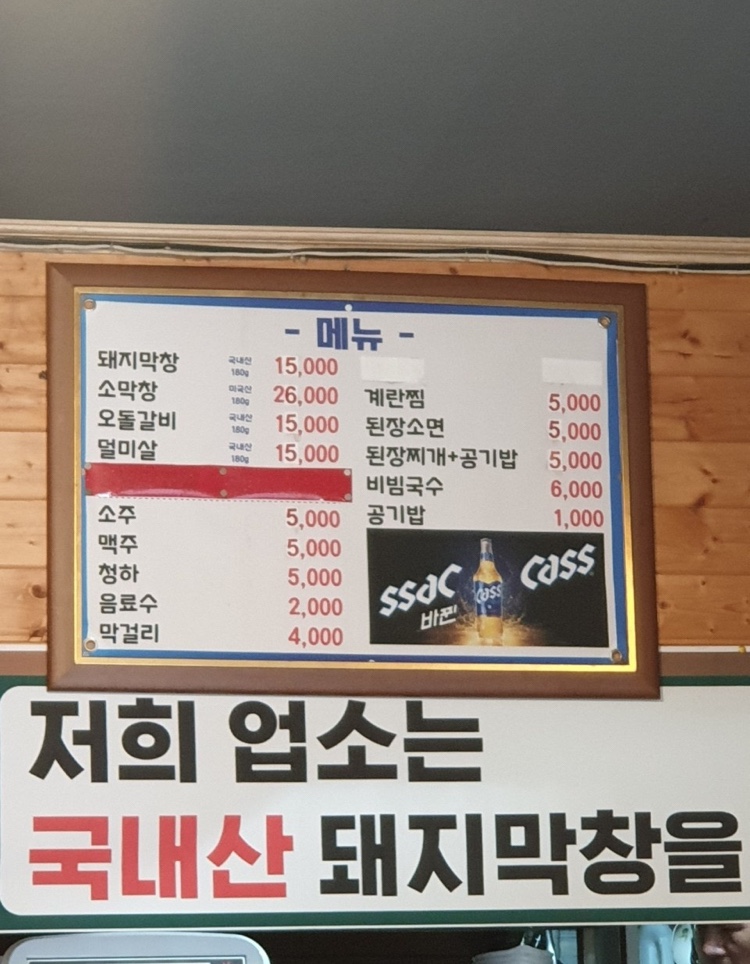 - 메뉴 -
돼지막창 국내산 180g 15,000
소막창 미국산 180g 26,000
오돌갈비 국내산 180g 15,000
덜미살 국내산 180g 15,000
소주 5,000
맥주 5,000
청하 5,000
음료수 2,000
막걸리 4,000
계란찜 5,000
된장소면 5,000
된장찌개+공기밥 5,000
비빔국수 6,000
공기밥 1,000
ssac
바뀐
Cass
Cass
저희 업소는
국내산 돼지막창을